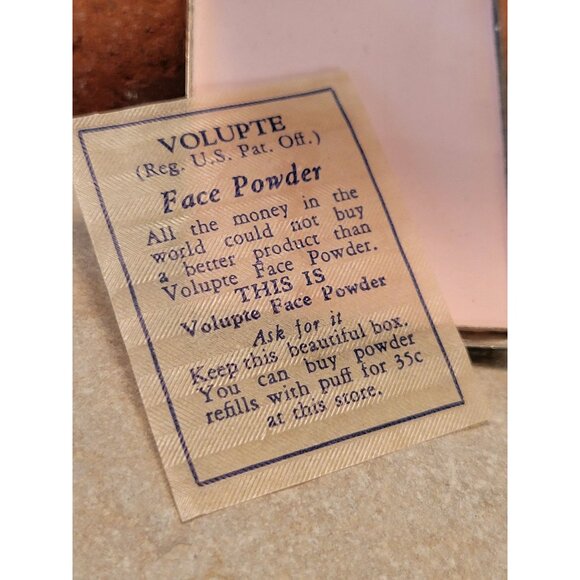 VOLUPTE
(Reg. U.S. Pat. Off.)
Face Powder
All the money in the
world could not buy
a better product than
Volupte Face Powder.
THIS IS
Volupte Face Powder
Ask for it
Keep this beautiful box.
You can buy powder
refills with puff for 35c
at this store.